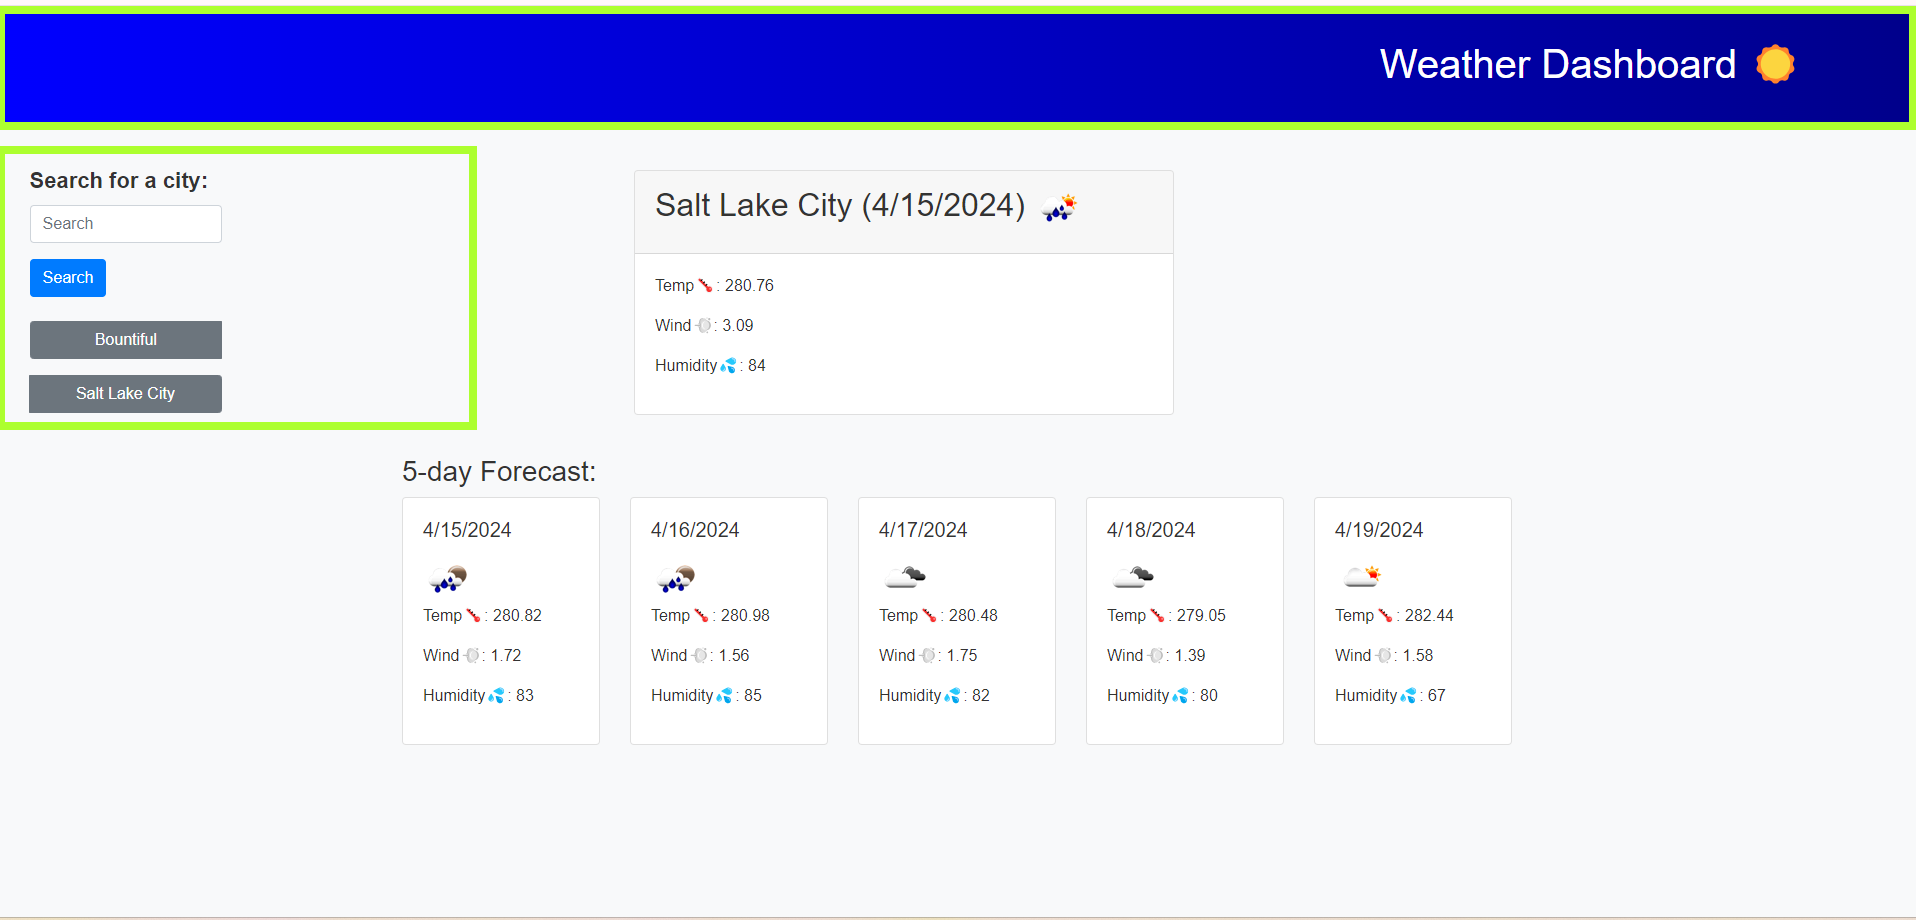 Weather Dashboard
Search for a city:
Search
Search
Bountiful
Salt Lake City
Salt Lake City (4/15/2024)
Temp : 280.76
Wind : 3.09
Humidity : 84
5-day Forecast:
4/15/2024
Temp : 280.82
Wind : 1.72
Humidity : 83
4/16/2024
Temp : 280.98
Wind : 1.56
Humidity : 85
4/17/2024
Temp : 280.48
Wind : 1.75
Humidity : 82
4/18/2024
Temp : 279.05
Wind : 1.39
Humidity : 80
4/19/2024
Temp : 282.44
Wind : 1.58
Humidity : 67